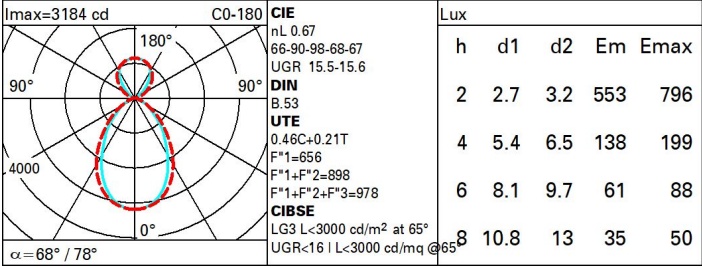 Imax=3184 cd C0-180
180°
90° 90°
4000
0°
α=68° / 78°
CIE
nL 0.67
66-90-98-68-67
UGR 15.5-15.6
DIN
B.53
UTE
0.46C+0.21T
F"1=656
F"1+F"2=898
F"1+F"2+F"3=978
CIBSE
LG3 L<3000 cd/m² at 65°
UGR<16 | L<3000 cd/mq @65°
Lux
h d1 d2 Em Emax
2 2.7 3.2 553 796
4 5.4 6.5 138 199
6 8.1 9.7 61 88
8 10.8 13 35 50